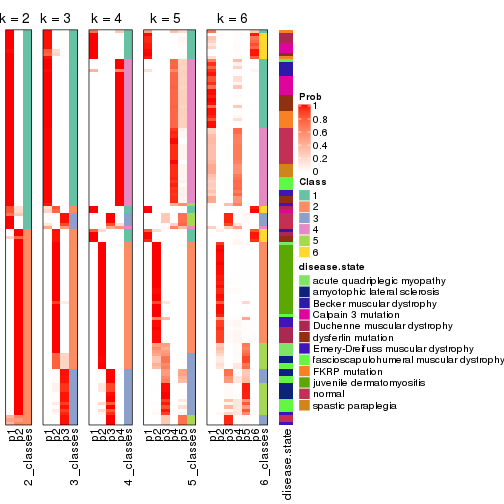 k = 2 k = 3 k = 4 k = 5 k = 6
Prob
1
0.8
0.6
0.4
0.2
0
Class
1
2
3
4
5
6
disease.state
acute quadriplegic myopathy
amyotophic lateral sclerosis
Becker muscular dystrophy
Calpain 3 mutation
Duchenne muscular dystrophy
dysferlin mutation
Emery-Dreifuss muscular dystrophy
fascioscapulohumeral muscular dystrophy
FKRP mutation
juvenile dermatomyositis
normal
spastic paraplegia
p1 p2 2_classes p1 p2 p3 3_classes p1 p2 p3 p4 4_classes p1 p2 p3 p4 p5 5_classes p1 p2 p3 p4 p5 p6 6_classes disease.state